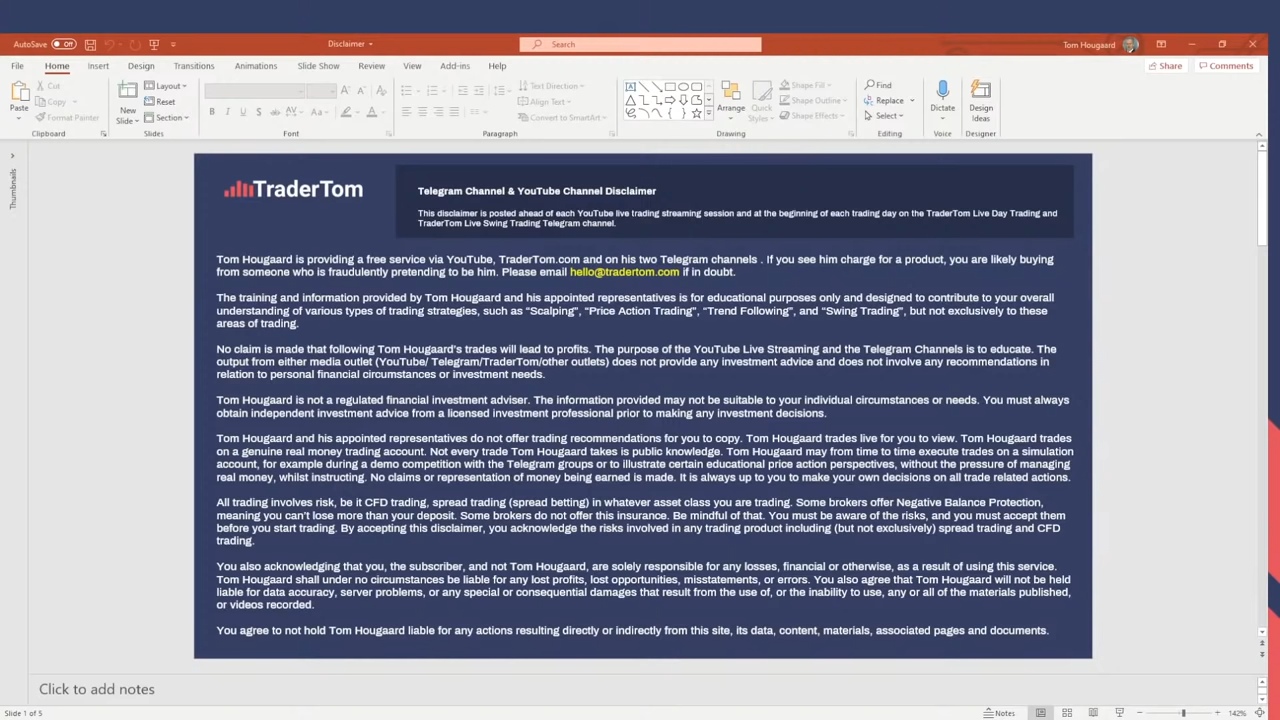 AutoSave Off
Disclaimer
Search
Tom Hougaard
File Home Insert Design Transitions Animations Slide Show Review View Add-ins Help Share Comments
Paste
Cut
Copy
Format Painter
Clipboard
New
Slide
Layout
Reset
Section
Slides
B I U S
Aa
Font
Text Direction
Align Text
Convert to SmartArt
Paragraph
Arrange
Quick
Styles
Shape Fill
Shape Outline
Shape Effects
Drawing
Find
Replace
Select
Editing
Dictate
Voice
Design
Ideas
Designer
Thumbnails
TraderTom
Telegram Channel & YouTube Channel Disclaimer
This disclaimer is posted ahead of each YouTube live trading streaming session and at the beginning of each trading day on the TraderTom Live Day Trading and
TraderTom Live Swing Trading Telegram channel.
Tom Hougaard is providing a free service via YouTube, TraderTom.com and on his two Telegram channels . If you see him charge for a product, you are likely buying
from someone who is fraudulently pretending to be him. Please email hello@tradertom.com if in doubt.
The training and information provided by Tom Hougaard and his appointed representatives is for educational purposes only and designed to contribute to your overall
understanding of various types of trading strategies, such as “Scalping”, “Price Action Trading”, “Trend Following”, and “Swing Trading”, but not exclusively to these
areas of trading.
No claim is made that following Tom Hougaard’s trades will lead to profits. The purpose of the YouTube Live Streaming and the Telegram Channels is to educate. The
output from either media outlet (YouTube/ Telegram/TraderTom/other outlets) does not provide any investment advice and does not involve any recommendations in
relation to personal financial circumstances or investment needs.
Tom Hougaard is not a regulated financial investment adviser. The information provided may not be suitable to your individual circumstances or needs. You must always
obtain independent investment advice from a licensed investment professional prior to making any investment decisions.
Tom Hougaard and his appointed representatives do not offer trading recommendations for you to copy. Tom Hougaard trades live for you to view. Tom Hougaard trades
on a genuine real money trading account. Not every trade Tom Hougaard takes is public knowledge. Tom Hougaard may from time to time execute trades on a simulation
account, for example during a demo competition with the Telegram groups or to illustrate certain educational price action perspectives, without the pressure of managing
real money, whilst instructing. No claims or representation of money being earned is made. It is always up to you to make your own decisions on all trade related actions.
All trading involves risk, be it CFD trading, spread trading (spread betting) in whatever asset class you are trading. Some brokers offer Negative Balance Protection,
meaning you can’t lose more than your deposit. Some brokers do not offer this insurance. Be mindful of that. You must be aware of the risks, and you must accept them
before you start trading. By accepting this disclaimer, you acknowledge the risks involved in any trading product including (but not exclusively) spread trading and CFD
trading.
You also acknowledging that you, the subscriber, and not Tom Hougaard, are solely responsible for any losses, financial or otherwise, as a result of using this service.
Tom Hougaard shall under no circumstances be liable for any lost profits, lost opportunities, misstatements, or errors. You also agree that Tom Hougaard will not be held
liable for data accuracy, server problems, or any special or consequential damages that result from the use of, or the inability to use, any or all of the materials published,
or videos recorded.
You agree to not hold Tom Hougaard liable for any actions resulting directly or indirectly from this site, its data, content, materials, associated pages and documents.
Click to add notes
Slide 1 of 5
Notes
142%